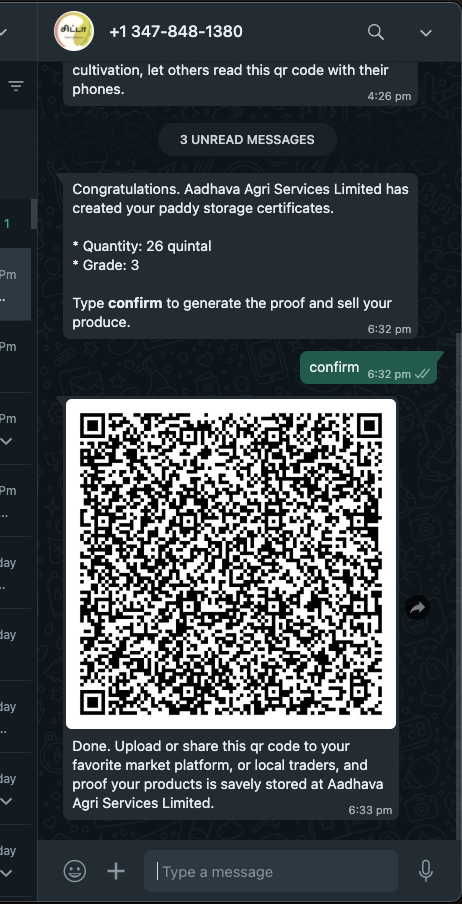 சிட்டா
+1 347-848-1380
cultivation, let others read this qr code with their
phones.
4:26 pm
3 UNREAD MESSAGES
Congratulations. Aadhava Agri Services Limited has
created your paddy storage certificates.
* Quantity: 26 quintal
* Grade: 3
Type confirm to generate the proof and sell your
produce.
6:32 pm
confirm
6:32 pm
Done. Upload or share this qr code to your
favorite market platform, or local traders, and
proof your products is savely stored at Aadhava
Agri Services Limited.
6:33 pm
Type a message
1
Pm
..
Pm
Pm
Pm
..
day
..
day
day
..
day
day